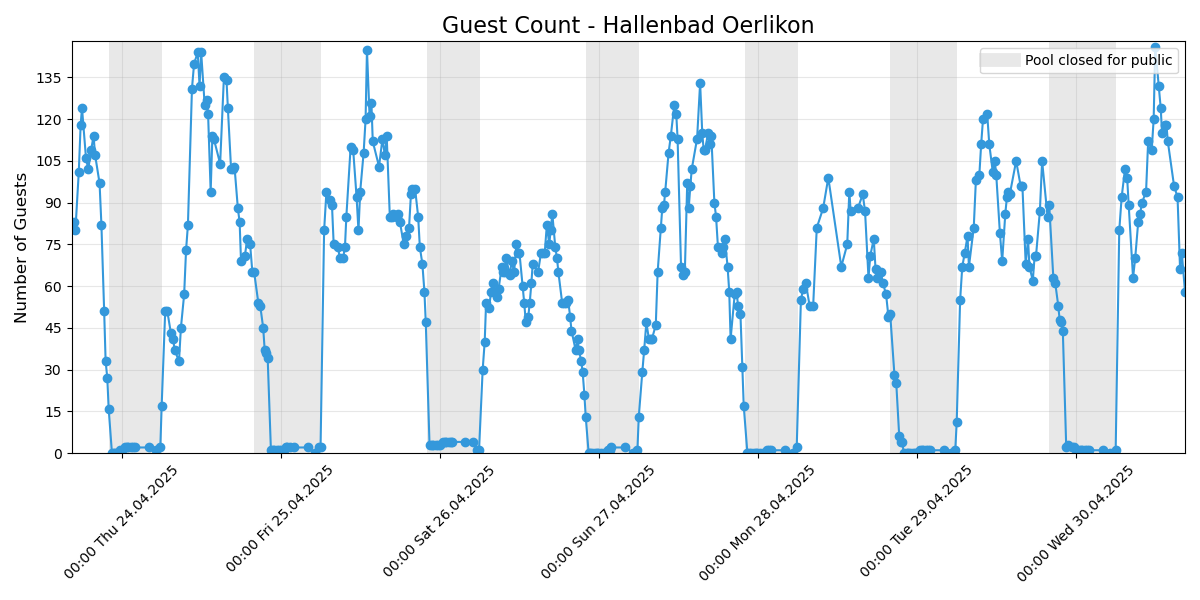 Guest Count - Hallenbad Oerlikon
Pool closed for public
Number of Guests
135
120
105
90
75
60
45
30
15
0
00:00 Thu 24.04.2025
00:00 Fri 25.04.2025
00:00 Sat 26.04.2025
00:00 Sun 27.04.2025
00:00 Mon 28.04.2025
00:00 Tue 29.04.2025
00:00 Wed 30.04.2025